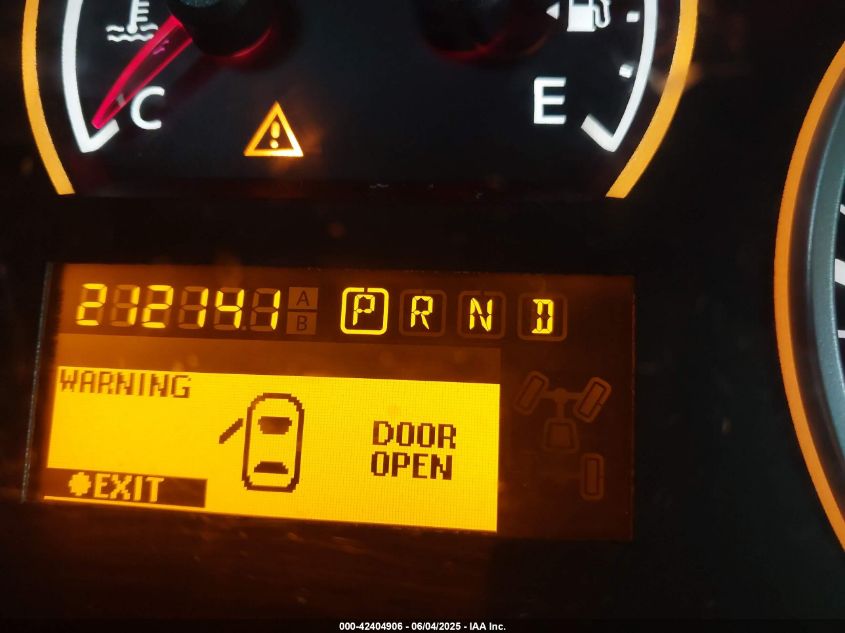 C
E
212141 A B P R N D
WARNING
DOOR
OPEN
EXIT
000-42404906 - 06/04/2025 - IAA Inc.